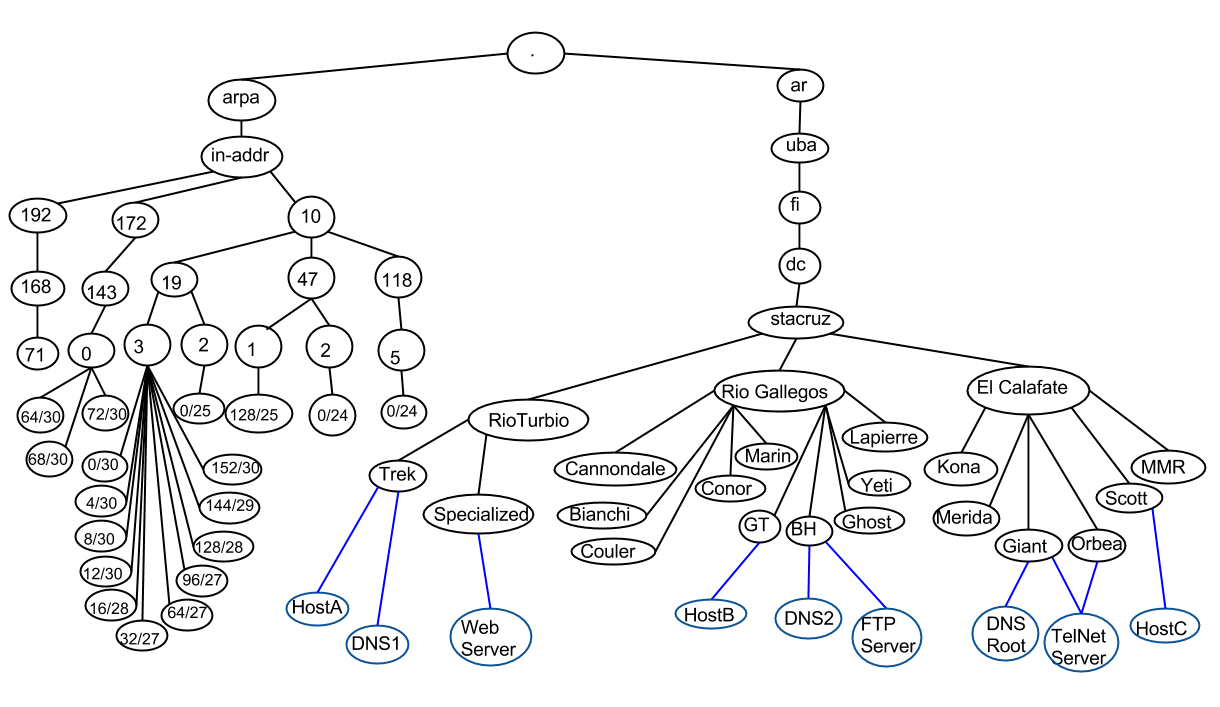 .
arpa
ar
in-addr
uba
192
172
10
fi
168
143
19
47
118
dc
stacruz
71
0
3
2
1
2
5
64/30
72/30
0/25
128/25
0/24
0/24
68/30
0/30
152/30
4/30
144/29
8/30
128/28
12/30
96/27
16/28
64/27
32/27
RioTurbio
Rio Gallegos
El Calafate
Trek
Specialized
Cannondale
Marin
Lapierre
Conor
Yeti
Bianchi
GT
BH
Ghost
Couler
Kona
MMR
Merida
Scott
Giant
Orbea
HostA
DNS1
Web
Server
HostB
DNS2
FTP
Server
DNS
Root
TelNet
Server
HostC